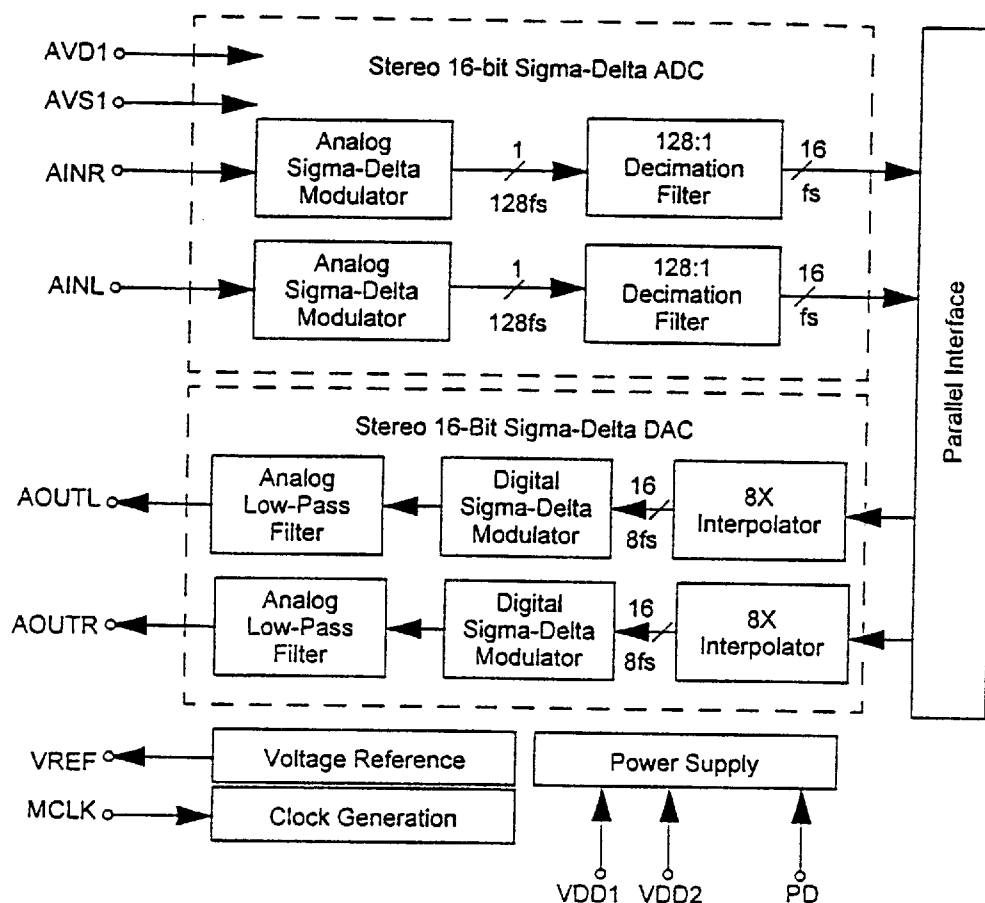 AVD1
Stereo 16-bit Sigma-Delta ADC
AVS1
AINR
Analog
Sigma-Delta
Modulator
1
128fs
128:1
Decimation
Filter
16
fs
AINL
Analog
Sigma-Delta
Modulator
1
128fs
128:1
Decimation
Filter
16
fs
Parallel Interface
Stereo 16-Bit Sigma-Delta DAC
AOUTL
Analog
Low-Pass
Filter
Digital
Sigma-Delta
Modulator
16
8fs
8X
Interpolator
AOUTR
Analog
Low-Pass
Filter
Digital
Sigma-Delta
Modulator
16
8fs
8X
Interpolator
VREF
Voltage Reference
Power Supply
MCLK
Clock Generation
VDD1
VDD2
PD